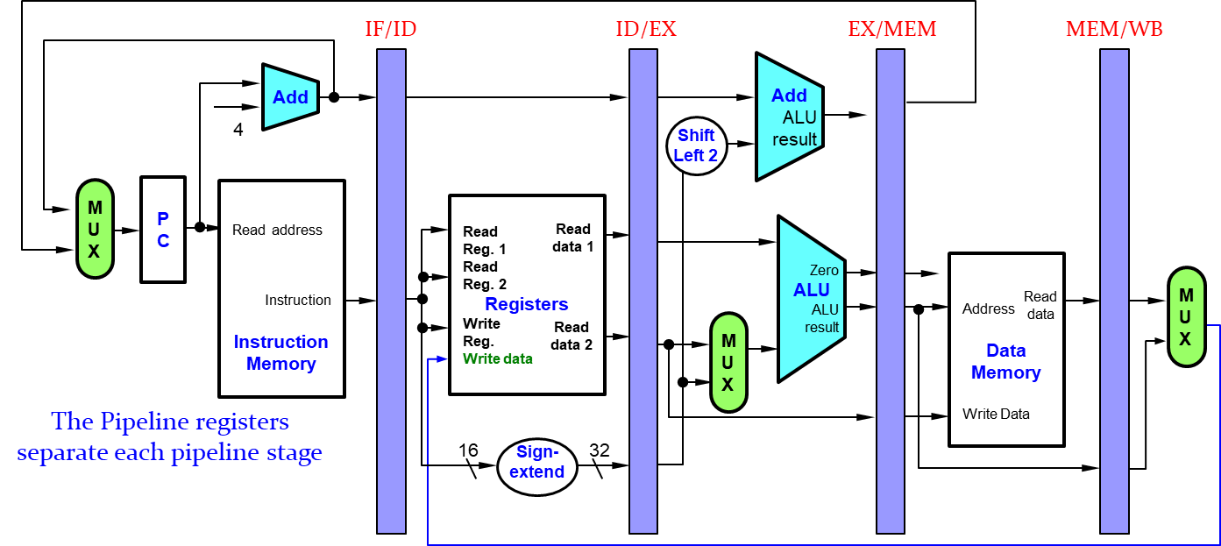 IF/ID
ID/EX
EX/MEM
MEM/WB
Add
4
Add
ALU
result
Shift
Left 2
M
U
X
P
C
Read address
Instruction
Instruction
Memory
Read
Reg. 1
Read
Reg. 2
Registers
Write
Reg.
Write data
Read
data 1
Read
data 2
M
U
X
Zero
ALU
ALU
result
Address
Read
data
Data
Memory
Write Data
M
U
X
16
Sign-
extend
32
The Pipeline registers
separate each pipeline stage